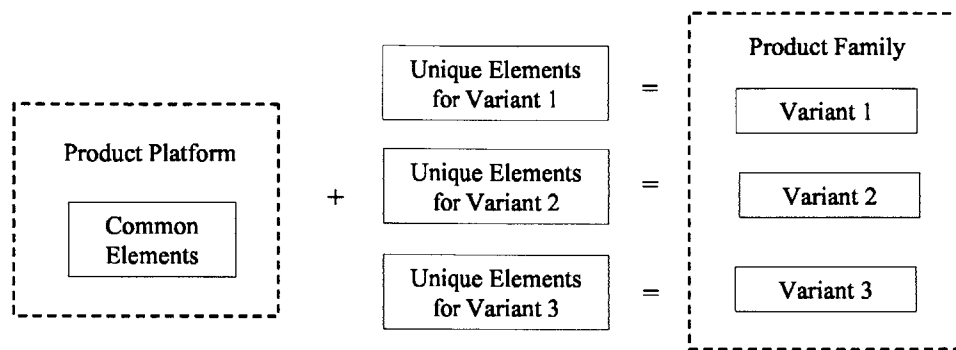 Product Platform
Common
Elements
+
Unique Elements
for Variant 1
=
Unique Elements
for Variant 2
=
Unique Elements
for Variant 3
=
Product Family
Variant 1
Variant 2
Variant 3